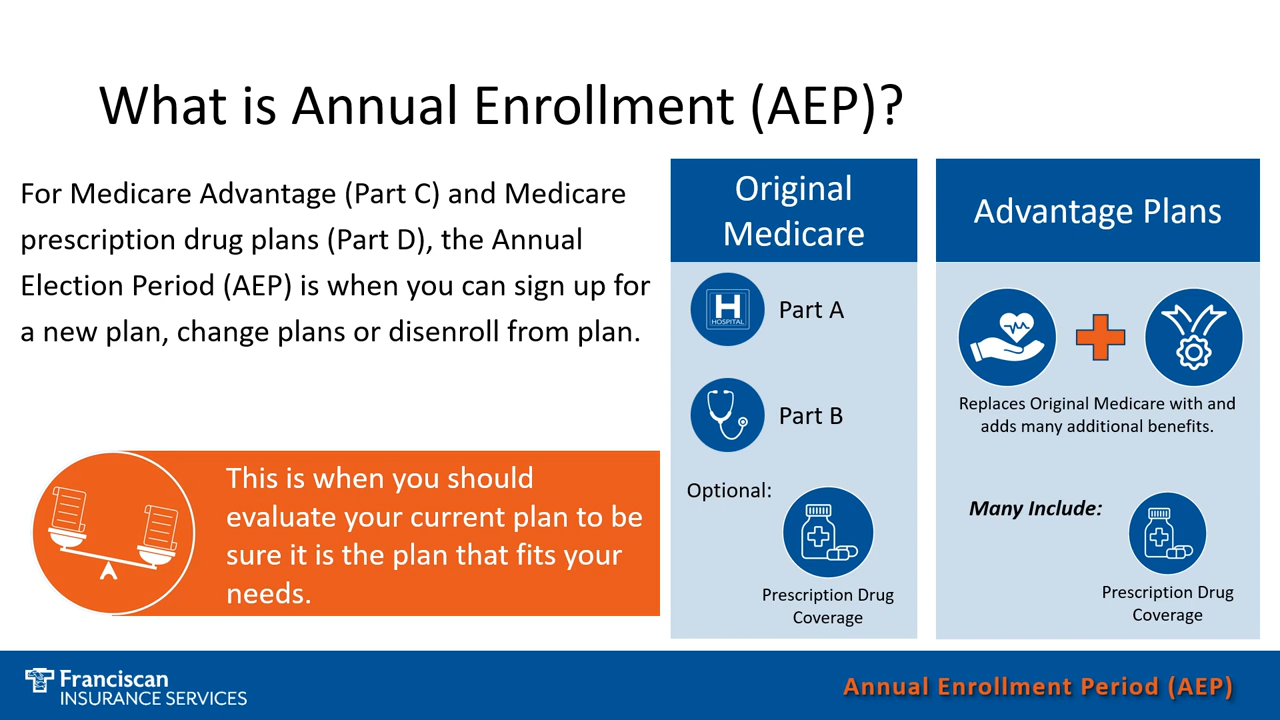 What is Annual Enrollment (AEP)?
For Medicare Advantage (Part C) and Medicare
prescription drug plans (Part D), the Annual
Election Period (AEP) is when you can sign up for
a new plan, change plans or disenroll from plan.
This is when you should
evaluate your current plan to be
sure it is the plan that fits your
needs.
Original
Medicare
H
HOSPITAL
Part A
Part B
Optional:
Prescription Drug
Coverage
Advantage Plans
Replaces Original Medicare with and
adds many additional benefits.
Many Include:
Prescription Drug
Coverage
Franciscan
INSURANCE SERVICES
Annual Enrollment Period (AEP)